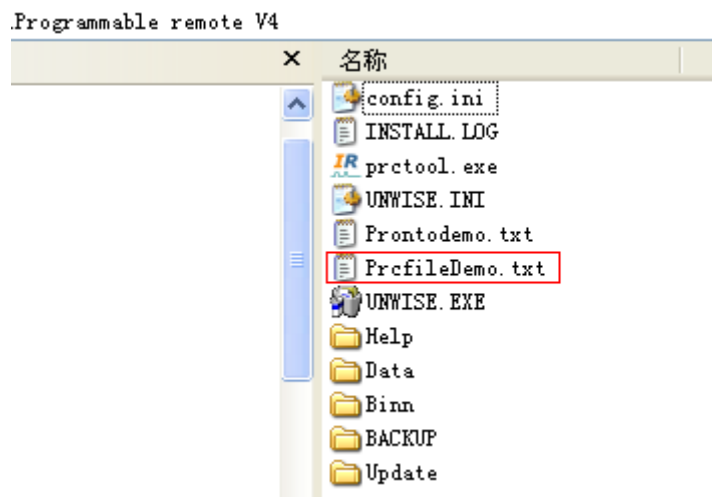 .Programmable remote V4
名称
config.ini
INSTALL.LOG
IR prctool.exe
UNWISE.INI
Prontodemo.txt
PrcfileDemo.txt
UNWISE.EXE
Help
Data
Binn
BACKUP
Update